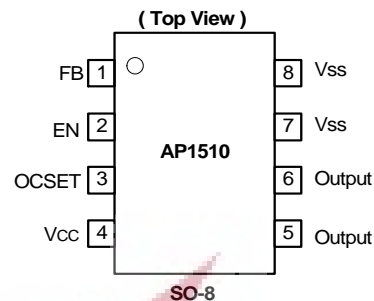 ( Top View )
FB 1 8 Vss
EN 2 7 Vss
AP1510
OCSET 3 6 Output
Vcc 4 5 Output
SO-8